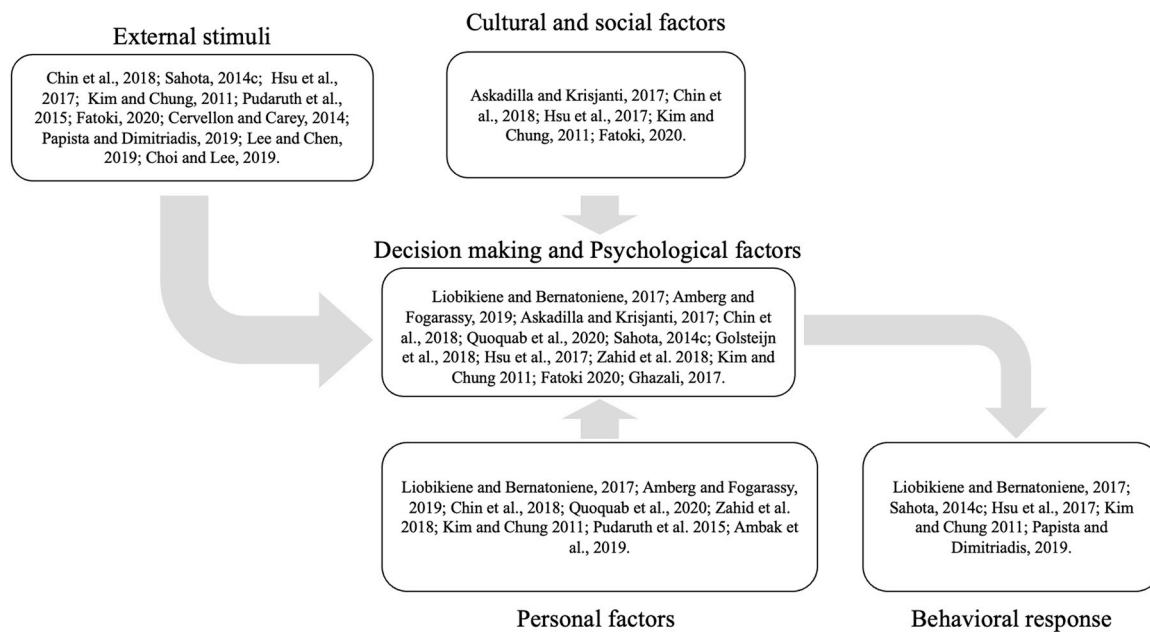 External stimuli
Chin et al., 2018; Sahota, 2014c; Hsu et al.,
2017; Kim and Chung, 2011; Pudaruth et al.,
2015; Fatoki, 2020; Cervellon and Carey, 2014;
Papista and Dimitriadis, 2019; Lee and Chen,
2019; Choi and Lee, 2019.
Cultural and social factors
Askadilla and Krisjanti, 2017; Chin et
al., 2018; Hsu et al., 2017; Kim and
Chung, 2011; Fatoki, 2020.
Decision making and Psychological factors
Liobikiene and Bernatoniene, 2017; Amberg and
Fogarassy, 2019; Askadilla and Krisjanti, 2017; Chin
et al., 2018; Quoquab et al., 2020; Sahota, 2014c; Golsteijn
et al., 2018; Hsu et al., 2017; Zahid et al. 2018; Kim and
Chung 2011; Fatoki 2020; Ghazali, 2017.
Liobikiene and Bernatoniene, 2017; Amberg and Fogarassy,
2019; Chin et al., 2018; Quoquab et al., 2020; Zahid et al.
2018; Kim and Chung 2011; Pudaruth et al. 2015; Ambak et
al., 2019.
Personal factors
Liobikiene and Bernatoniene, 2017;
Sahota, 2014c; Hsu et al., 2017; Kim
and Chung 2011; Papista and
Dimitriadis, 2019.
Behavioral response